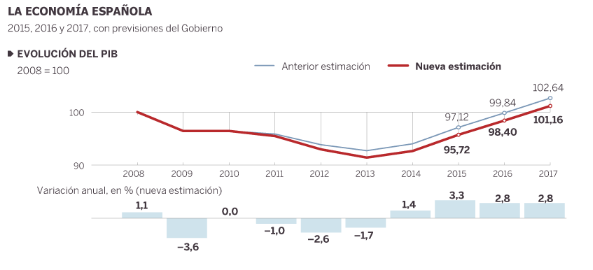 LA ECONOMÍA ESPAÑOLA
2015, 2016 y 2017, con previsiones del Gobierno
EVOLUCIÓN DEL PIB
2008 = 100
Anterior estimación
Nueva estimación
102,64
99,84
97,12
100
101,16
98,40
95,72
90
2008 2009 2010 2011 2012 2013 2014 2015 2016 2017
Variación anual, en % (nueva estimación)
1,1 –3,6 0,0 –1,0 –2,6 –1,7 1,4 3,3 2,8 2,8